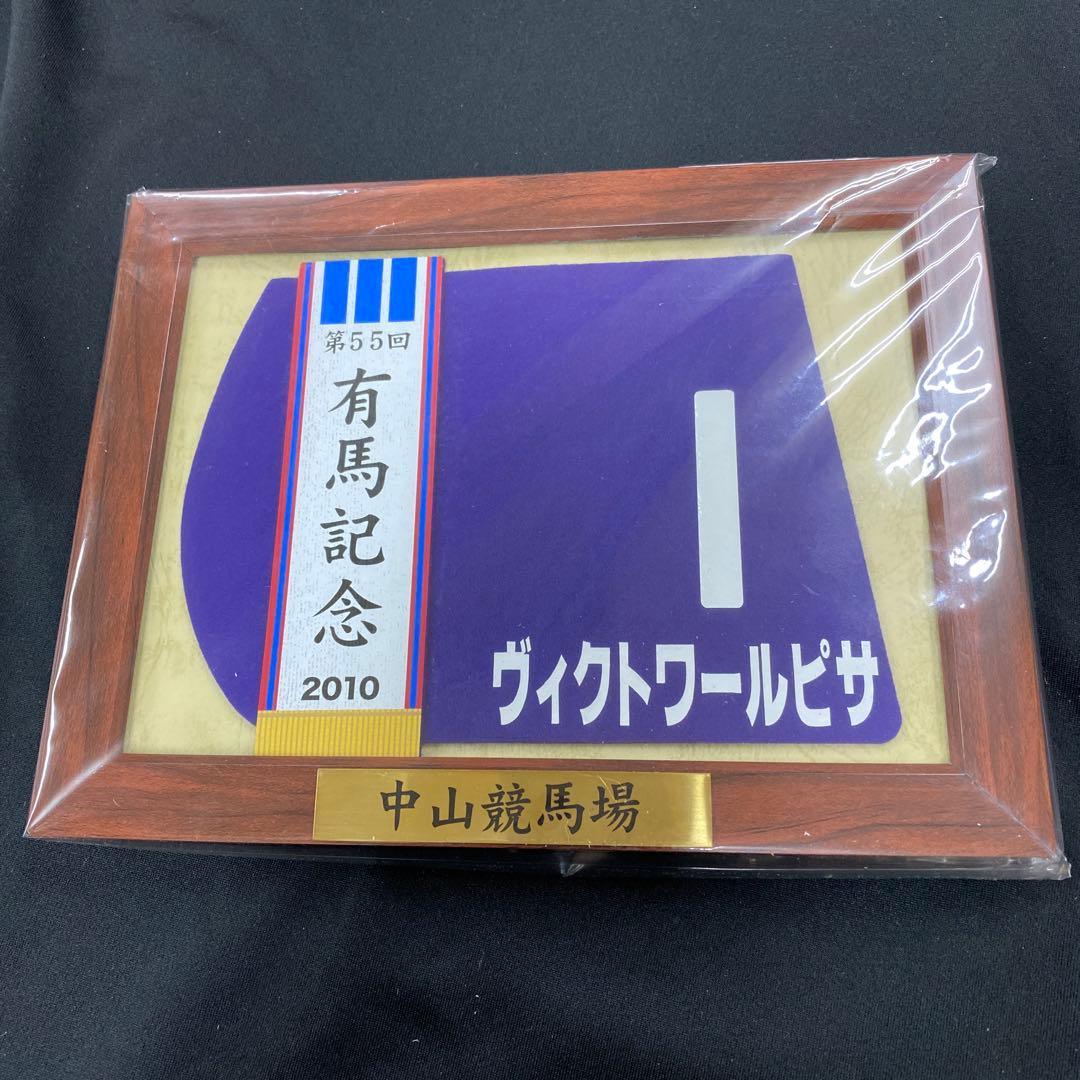 第55回
有馬記念
2010
1
ヴィクトワールピサ
中山競馬場